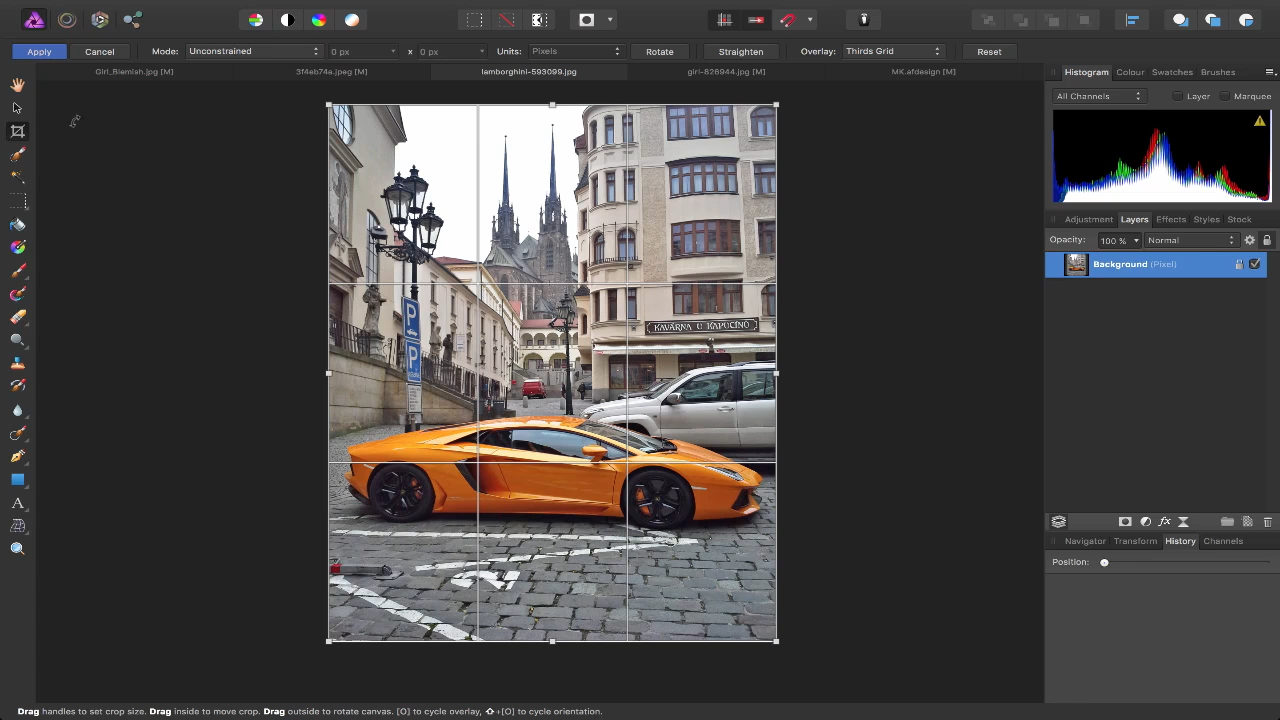 Apply Cancel Mode: Unconstrained 0 px x 0 px Units: Pixels Rotate Straighten Overlay: Thirds Grid Reset
Girl_Blemish.jpg [M] 3f4eb74a.jpeg [M] lamborghini-593099.jpg girl-826944.jpg [M] MK.afdesign [M]
Histogram Colour Swatches Brushes
All Channels Layer Marquee
Adjustment Layers Effects Styles Stock
Opacity: 100 % Normal
Background (Pixel)
P
P
KAVÁRNA U KAPUCÍNŮ
Navigator Transform History Channels
Position:
Drag handles to set crop size. Drag inside to move crop. Drag outside to rotate canvas. [O] to cycle overlay, ⇧+[O] to cycle orientation.